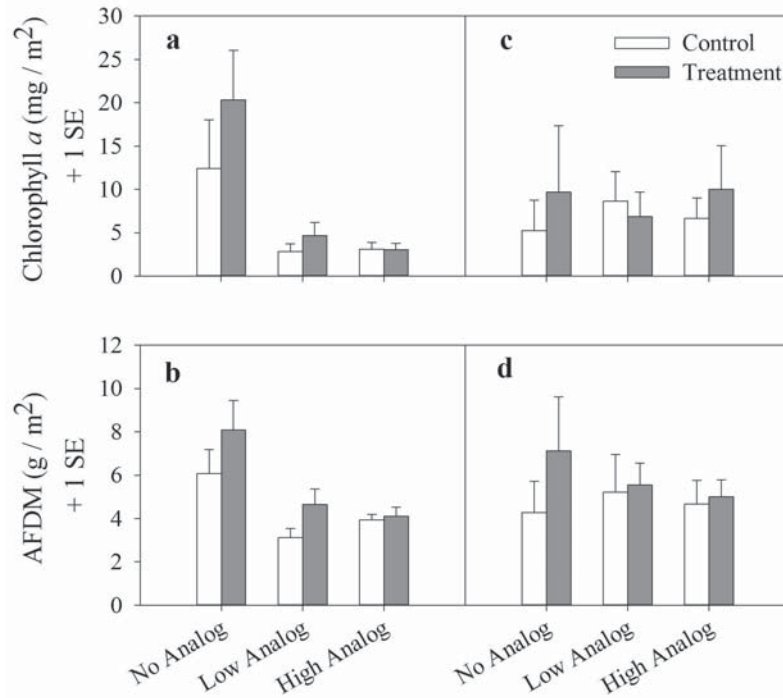 Chlorophyll a (mg / m²)
+ 1 SE
30
25
20
15
10
5
0
a
c
Control
Treatment
AFDM (g / m²)
+ 1 SE
12
10
8
6
4
2
0
b
d
No Analog
Low Analog
High Analog
No Analog
Low Analog
High Analog